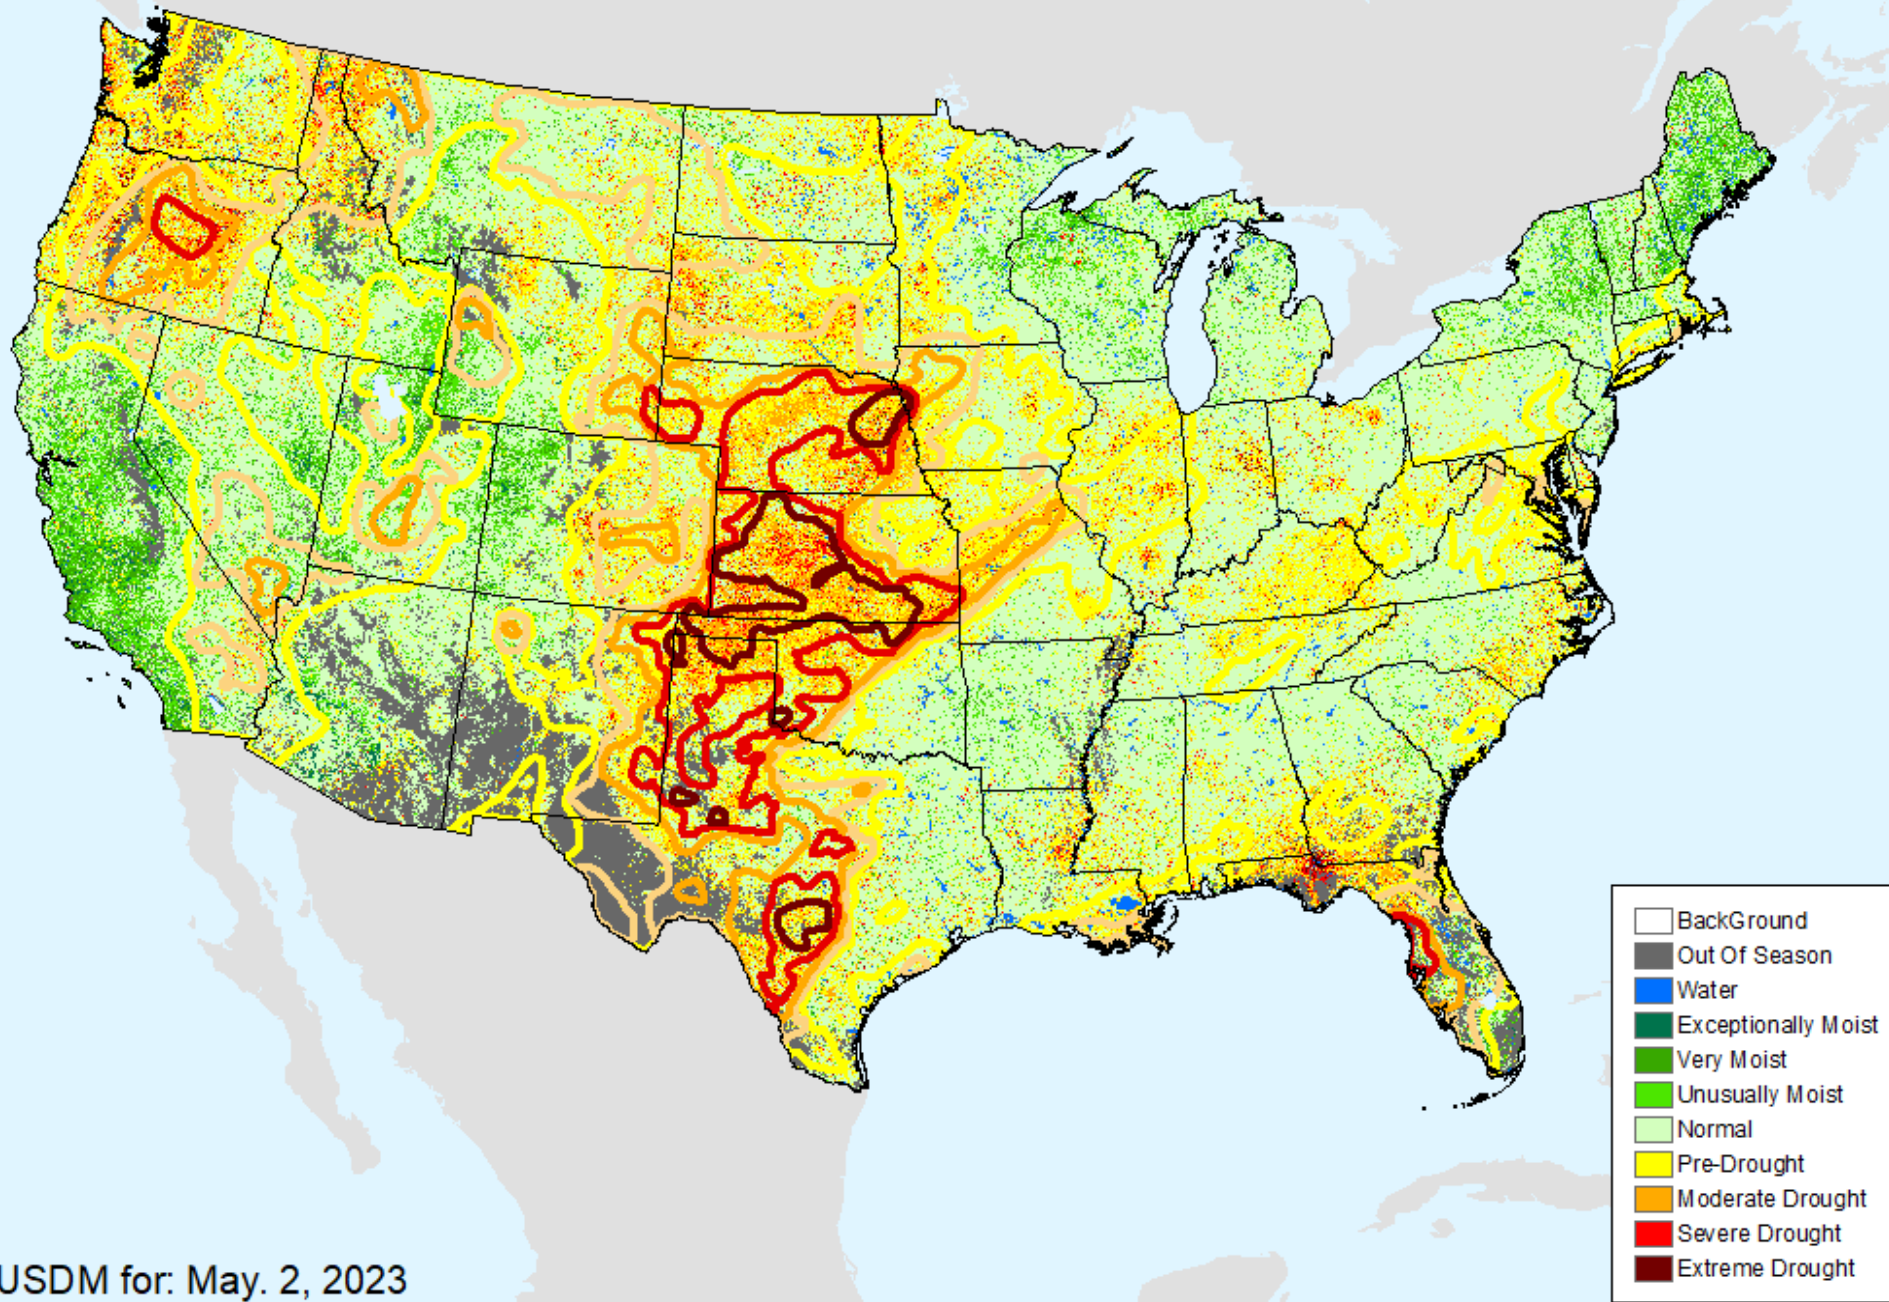 BackGround
Out Of Season
Water
Exceptionally Moist
Very Moist
Unusually Moist
Normal
Pre-Drought
Moderate Drought
Severe Drought
Extreme Drought
USDM for: May. 2, 2023